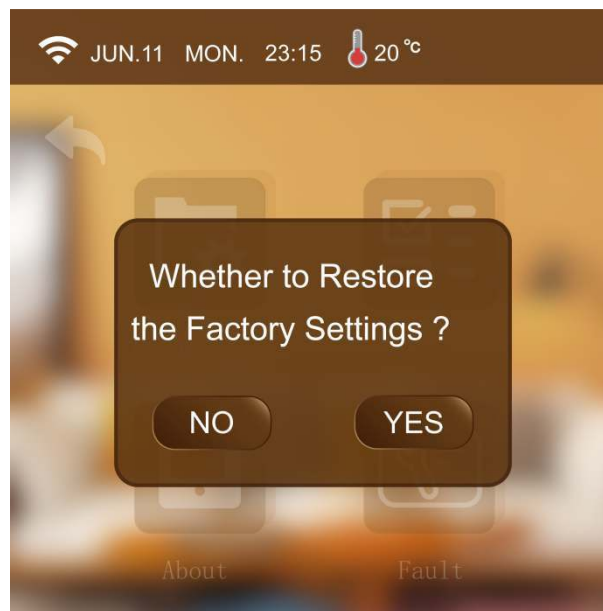 JUN.11 MON. 23:15 20 °C
Whether to Restore
the Factory Settings ?
NO YES
About Fault